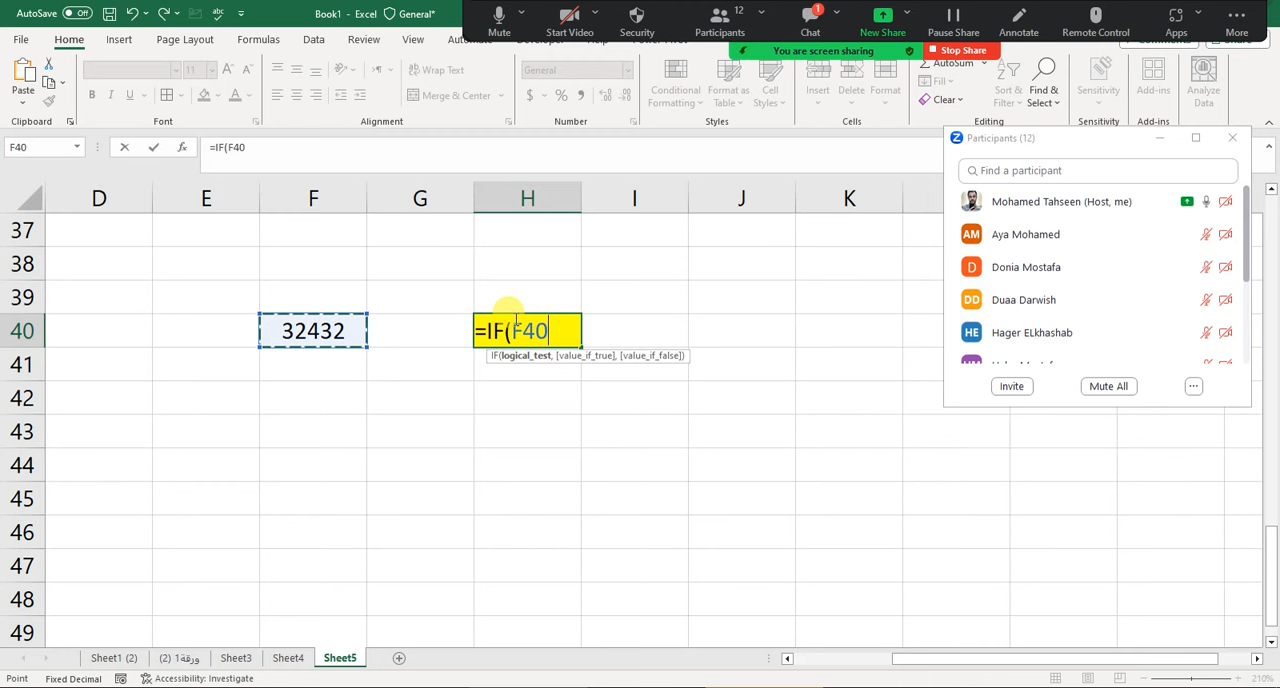 AutoSave Off
Book1 - Excel
General*
Mute
Start Video
Security
12
Participants
1
Chat
New Share
Pause Share
Annotate
Remote Control
Apps
More
You are screen sharing
Stop Share
File
Home
Insert
Page Layout
Formulas
Data
Review
View
Paste
Clipboard
11
B I U
Font
Wrap Text
Merge & Center
Alignment
General
Number
Conditional
Formatting
Format as
Table
Cell
Styles
Styles
Insert
Delete
Format
Cells
AutoSum
Fill
Clear
Sort &
Filter
Find &
Select
Editing
Sensitivity
Sensitivity
Add-ins
Add-ins
Analyze
Data
F40
=IF(F40
D E F G H I J K
37
38
39
40 32432 =IF(F40
IF(logical_test, [value_if_true], [value_if_false])
41
42
43
44
45
46
47
48
49
Participants (12)
Find a participant
Mohamed Tahseen (Host, me)
AM Aya Mohamed
D Donia Mostafa
DD Duaa Darwish
HE Hager ELkhashab
Invite
Mute All
Sheet1 (2)
ورقة1 (2)
Sheet3
Sheet4
Sheet5
Point
Fixed Decimal
Accessibility: Investigate
210%